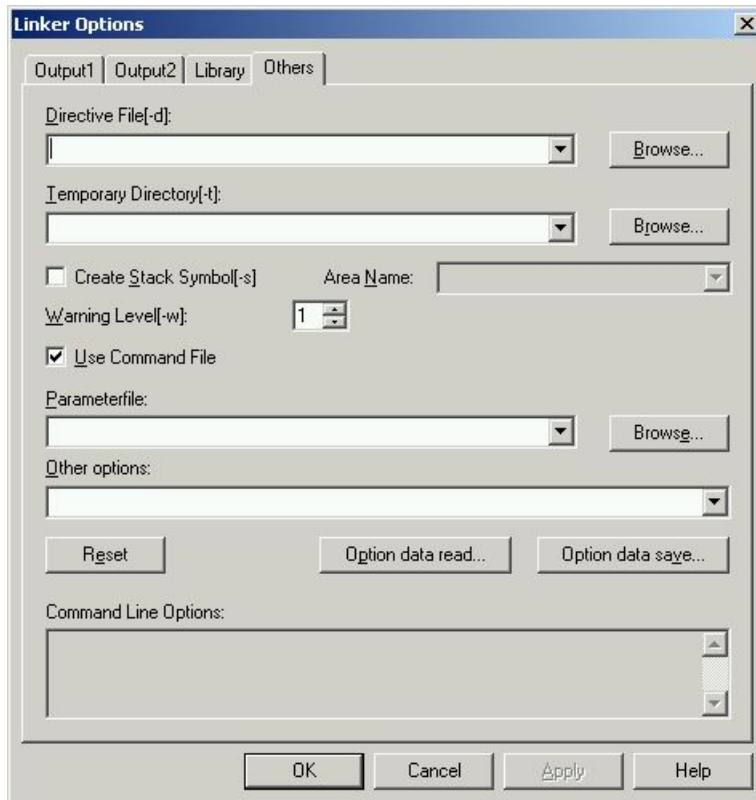 Linker Options
Output1 Output2 Library Others
Directive File[-d]:
Browse...
Temporary Directory[-t]:
Browse...
Create Stack Symbol[-s] Area Name:
Warning Level[-w]: 1
Use Command File
Parameterfile:
Browse...
Other options:
Reset Option data read... Option data save...
Command Line Options:
OK Cancel Apply Help